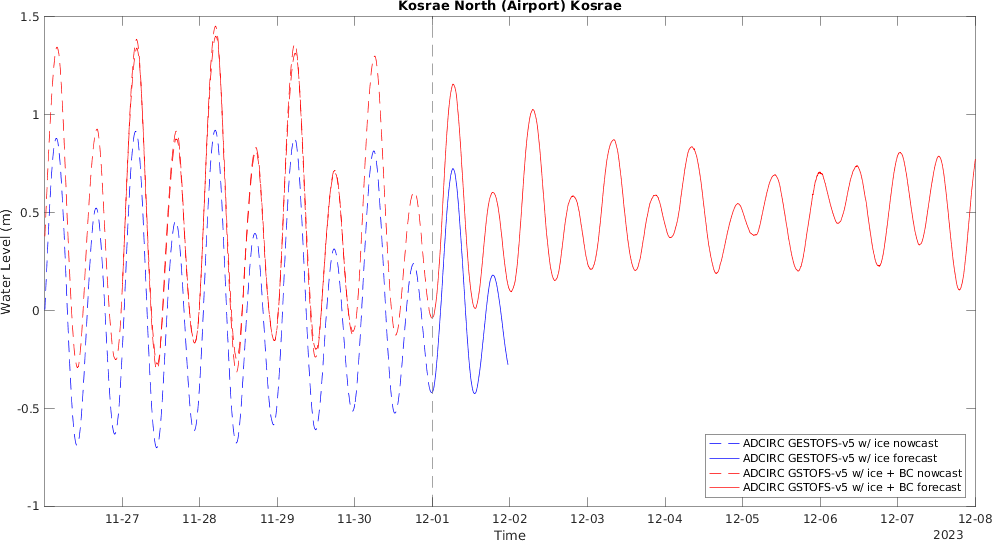 Kosrae North (Airport) Kosrae
1.5
1
0.5
0
-0.5
-1
Water Level (m)
11-27
11-28
11-29
11-30
12-01
12-02
12-03
12-04
12-05
12-06
12-07
12-08
Time
2023
ADCIRC GESTOFS-v5 w/ ice nowcast
ADCIRC GESTOFS-v5 w/ ice forecast
ADCIRC GSTOFS-v5 w/ ice + BC nowcast
ADCIRC GSTOFS-v5 w/ ice + BC forecast